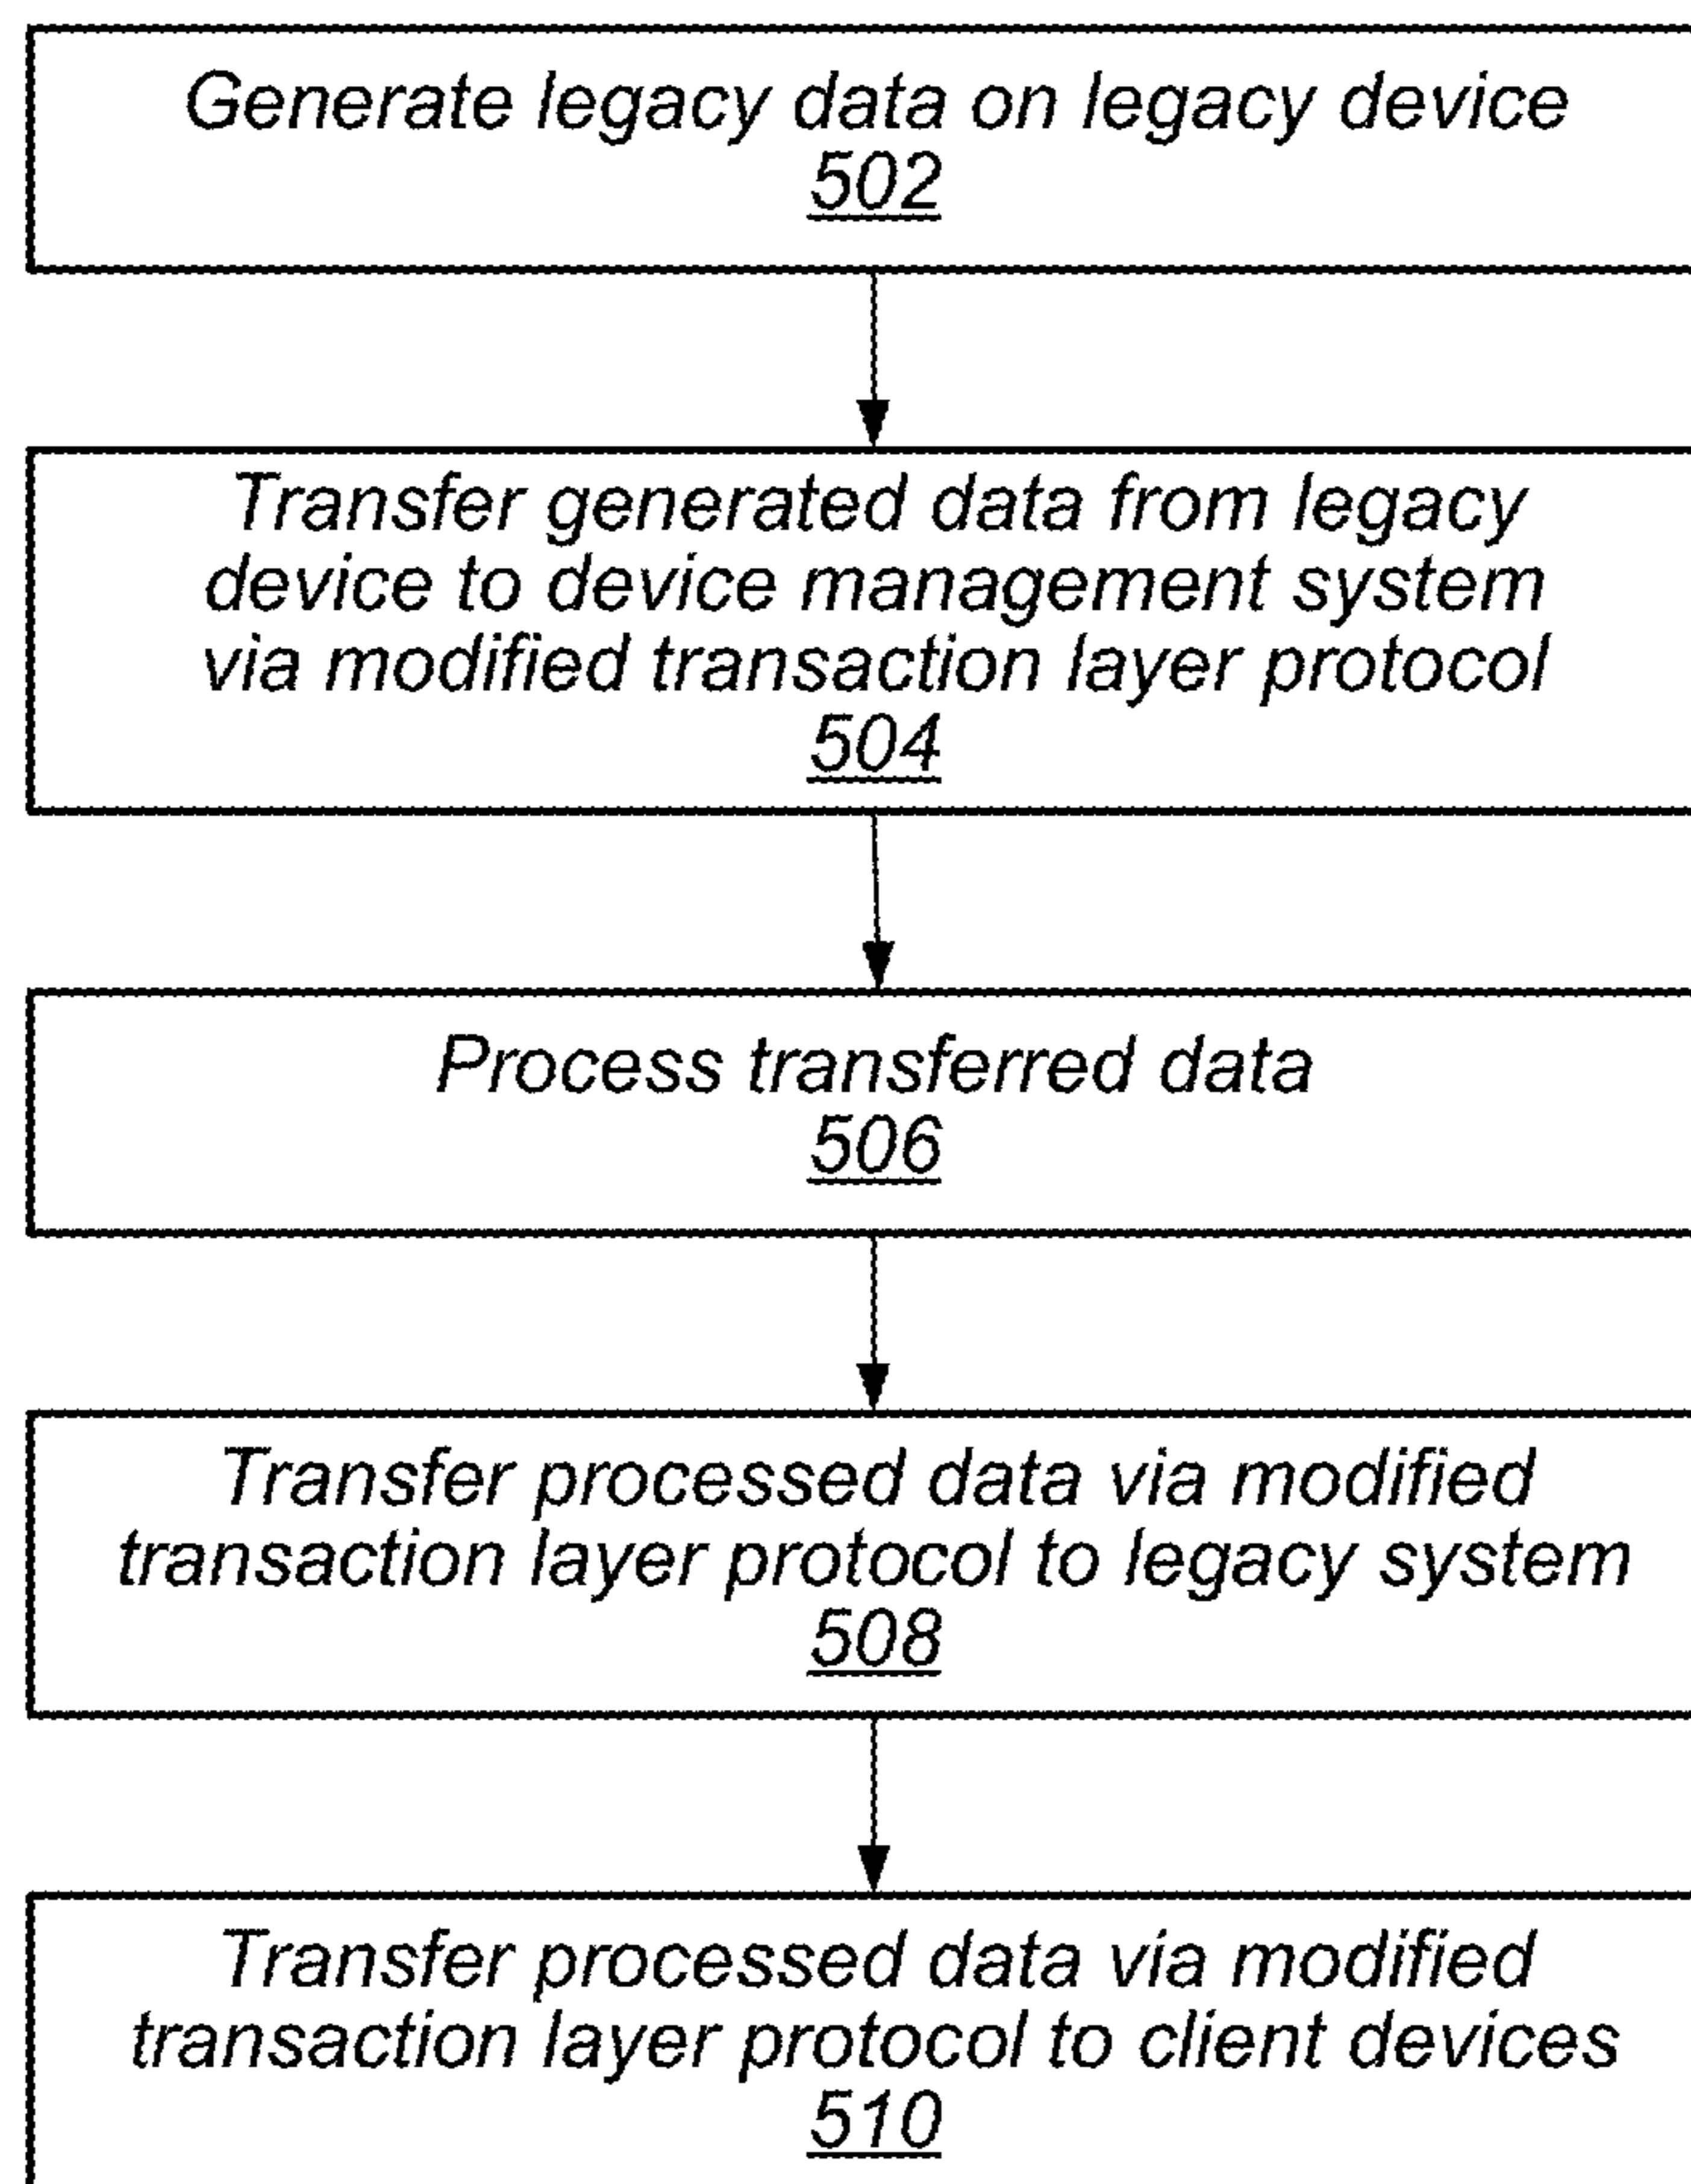 Generate legacy data on legacy device
502
Transfer generated data from legacy
device to device management system
via modified transaction layer protocol
504
Process transferred data
506
Transfer processed data via modified
transaction layer protocol to legacy system
508
Transfer processed data via modified
transaction layer protocol to client devices
510